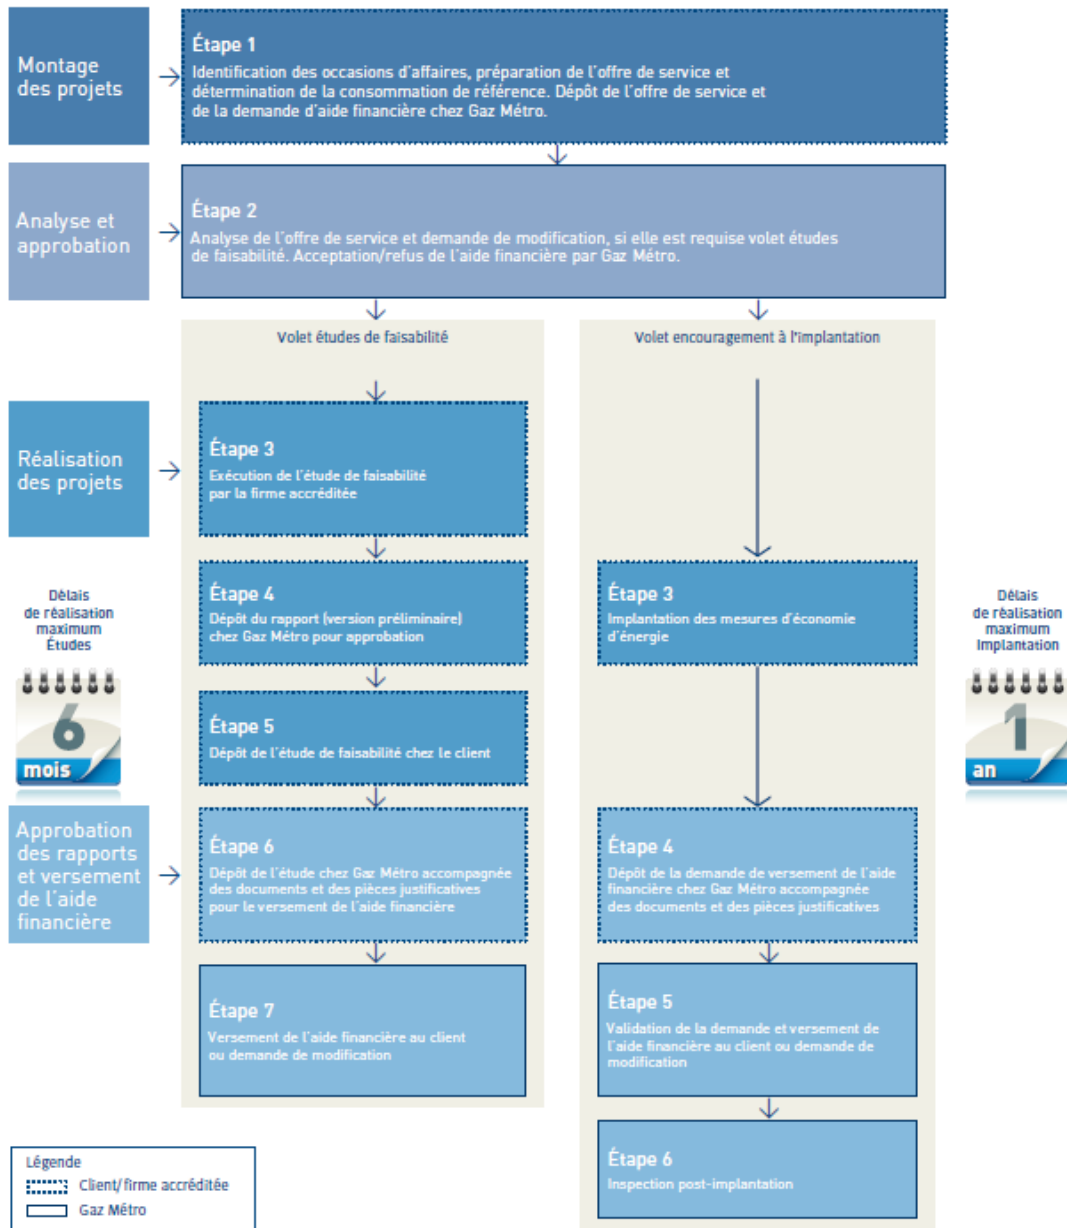 Montage
des projets
Étape 1
Identification des occasions d'affaires, préparation de l'offre de service et
détermination de la consommation de référence. Dépôt de l'offre de service et
de la demande d'aide financière chez Gaz Métro.
Analyse et
approbation
Étape 2
Analyse de l'offre de service et demande de modification, si elle est requise volet études
de faisabilité. Acceptation/refus de l'aide financière par Gaz Métro.
Volet études de faisabilité
Volet encouragement à l'implantation
Réalisation
des projets
Étape 3
Exécution de l'étude de faisabilité
par la firme accréditée
Délais
de réalisation
maximum
Études
6
mois
Étape 4
Dépôt du rapport (version préliminaire)
chez Gaz Métro pour approbation
Étape 3
Implantation des mesures d'économie
d'énergie
Délais
de réalisation
maximum
Implantation
1
an
Étape 5
Dépôt de l'étude de faisabilité chez le client
Approbation
des rapports
et versement
de l'aide
financière
Étape 6
Dépôt de l'étude chez Gaz Métro accompagnée
des documents et des pièces justificatives
pour le versement de l'aide financière
Étape 4
Dépôt de la demande de versement de l'aide
financière chez Gaz Métro accompagnée
des documents et des pièces justificatives
Étape 7
Versement de l'aide financière au client
ou demande de modification
Étape 5
Validation de la demande et versement de
l'aide financière au client ou demande de
modification
Étape 6
Inspection post-implantation
Légende
Client/firme accréditée
Gaz Métro